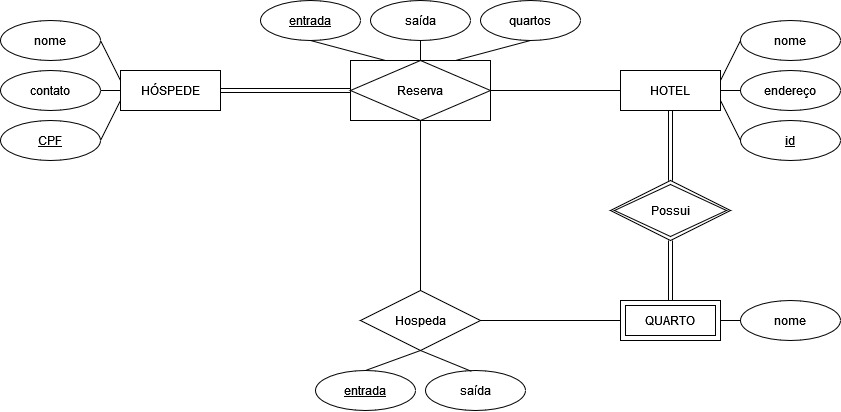 entrada
saída
quartos
nome
nome
contato
HÓSPEDE
Reserva
HOTEL
endereço
CPF
id
Possui
Hospeda
QUARTO
nome
entrada
saída